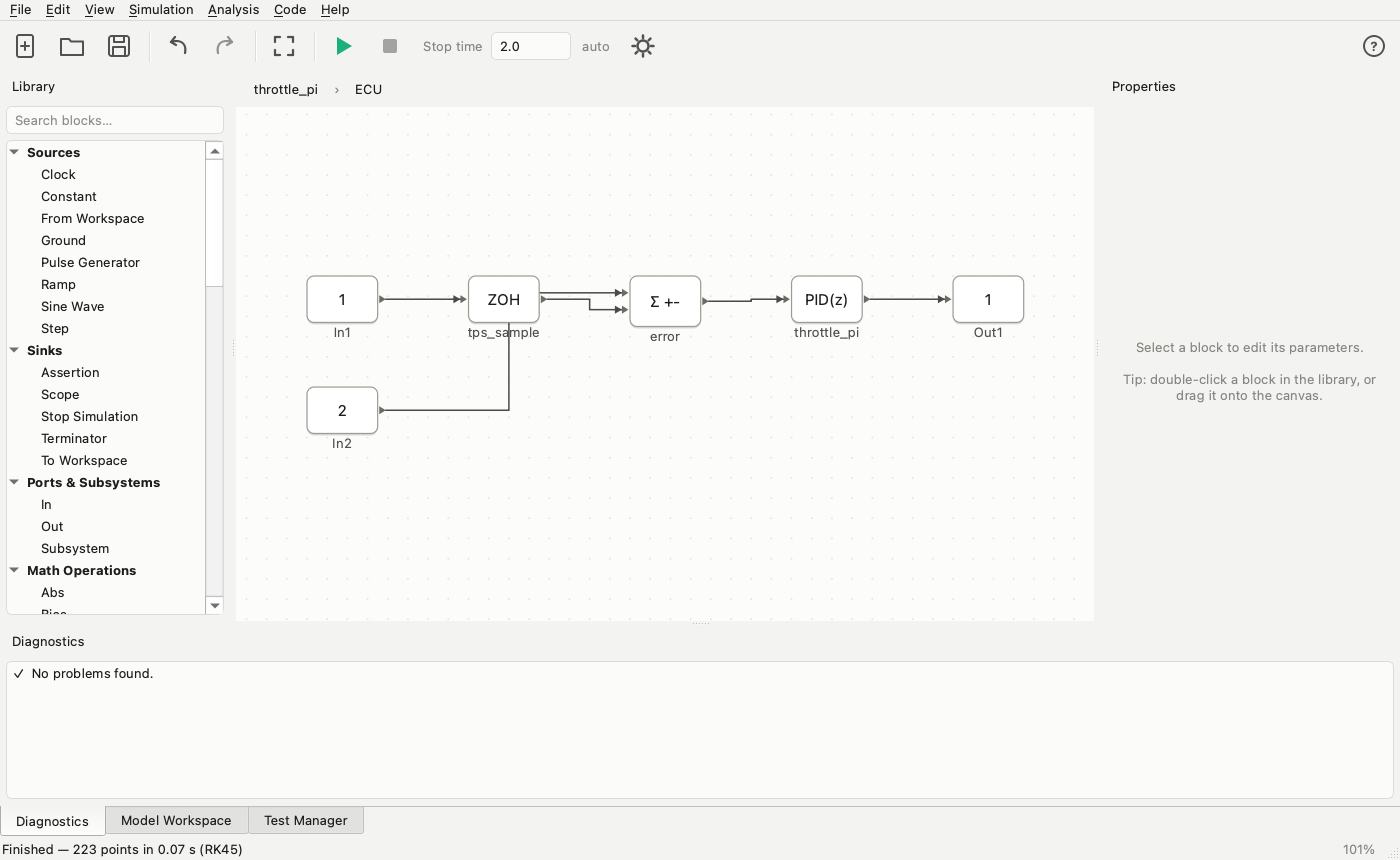 File Edit View Simulation Analysis Code Help
Stop time 2.0 auto
Library
throttle_pi › ECU
Properties
Search blocks...
Sources
Clock
Constant
From Workspace
Ground
Pulse Generator
Ramp
Sine Wave
Step
Sinks
Assertion
Scope
Stop Simulation
Terminator
To Workspace
Ports & Subsystems
In
Out
Subsystem
Math Operations
Abs
1
In1
ZOH
tps_sample
Σ +-
error
PID(z)
throttle_pi
1
Out1
2
In2
Select a block to edit its parameters.
Tip: double-click a block in the library, or
drag it onto the canvas.
Diagnostics
✓ No problems found.
Diagnostics Model Workspace Test Manager
Finished — 223 points in 0.07 s (RK45)
101%